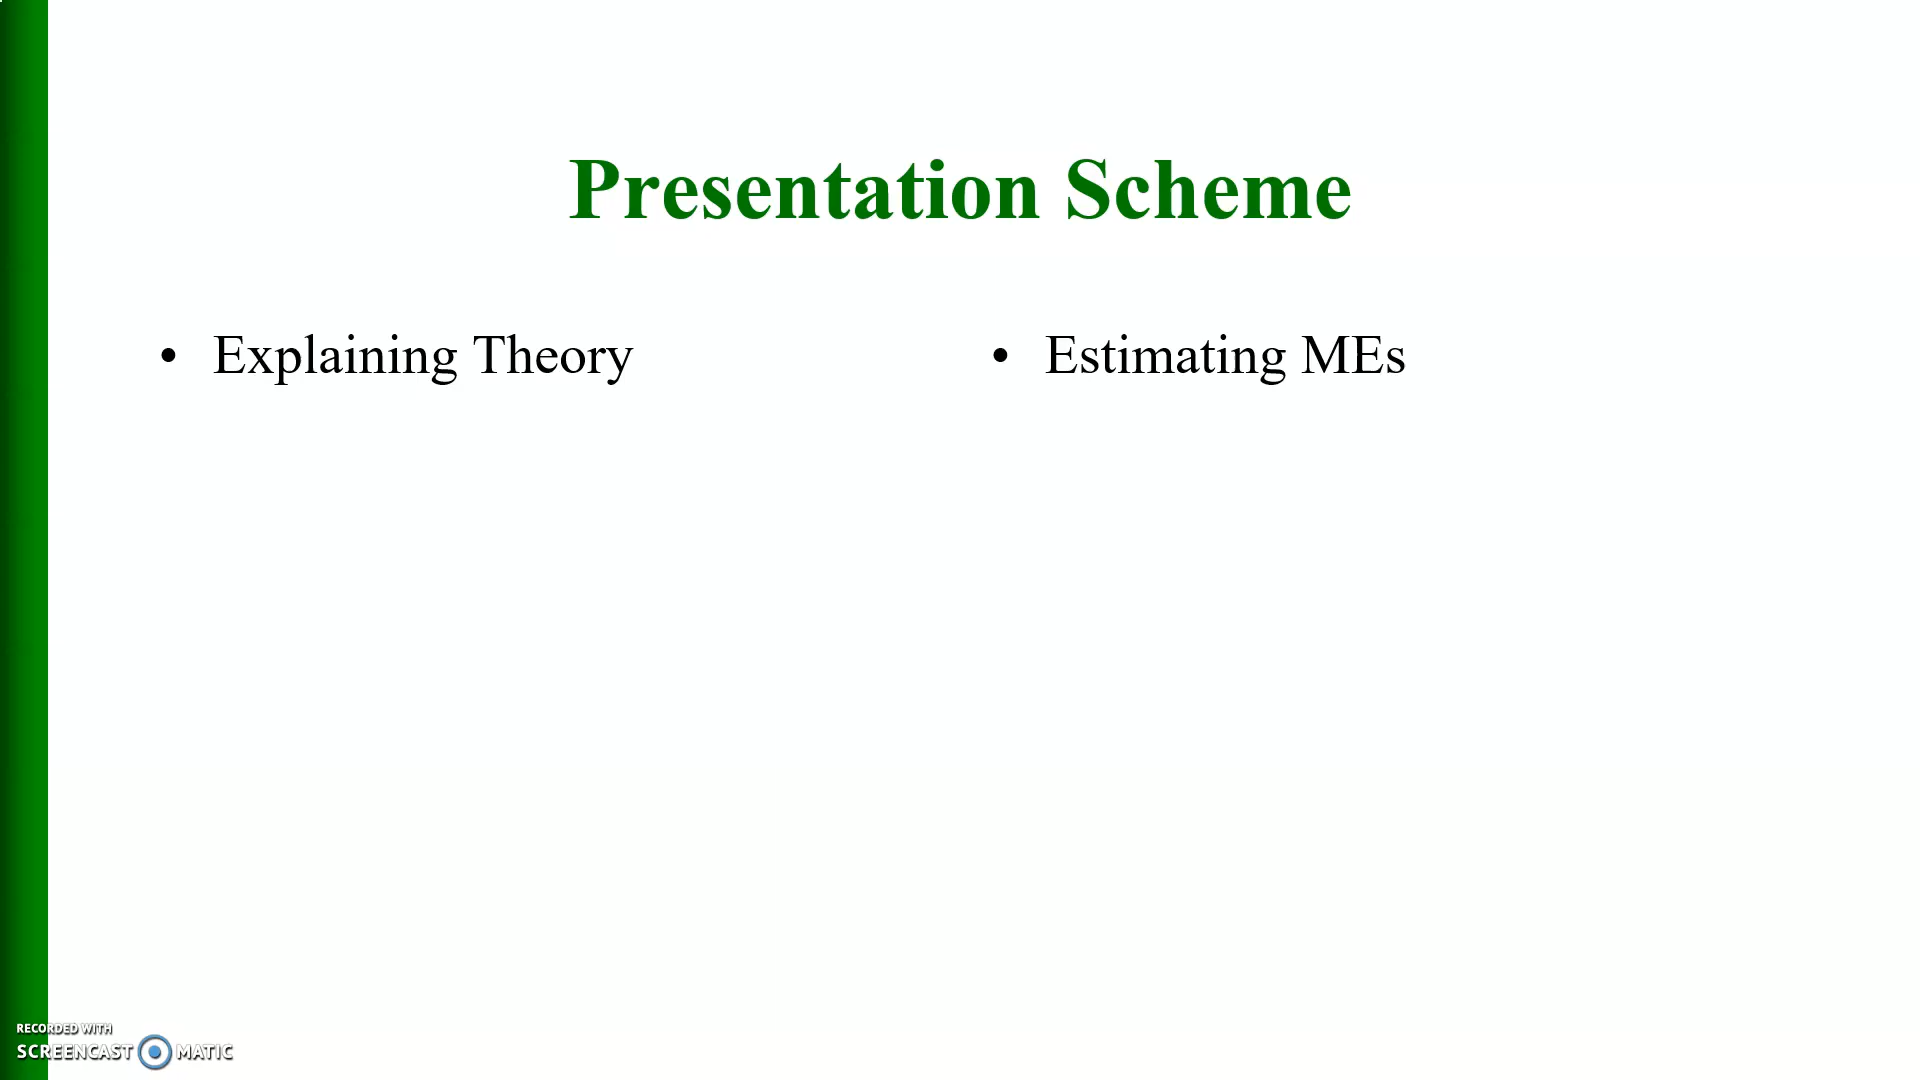 Presentation Scheme
• Explaining Theory
• Estimating MEs
RECORDED WITH
SCREENCAST MATIC